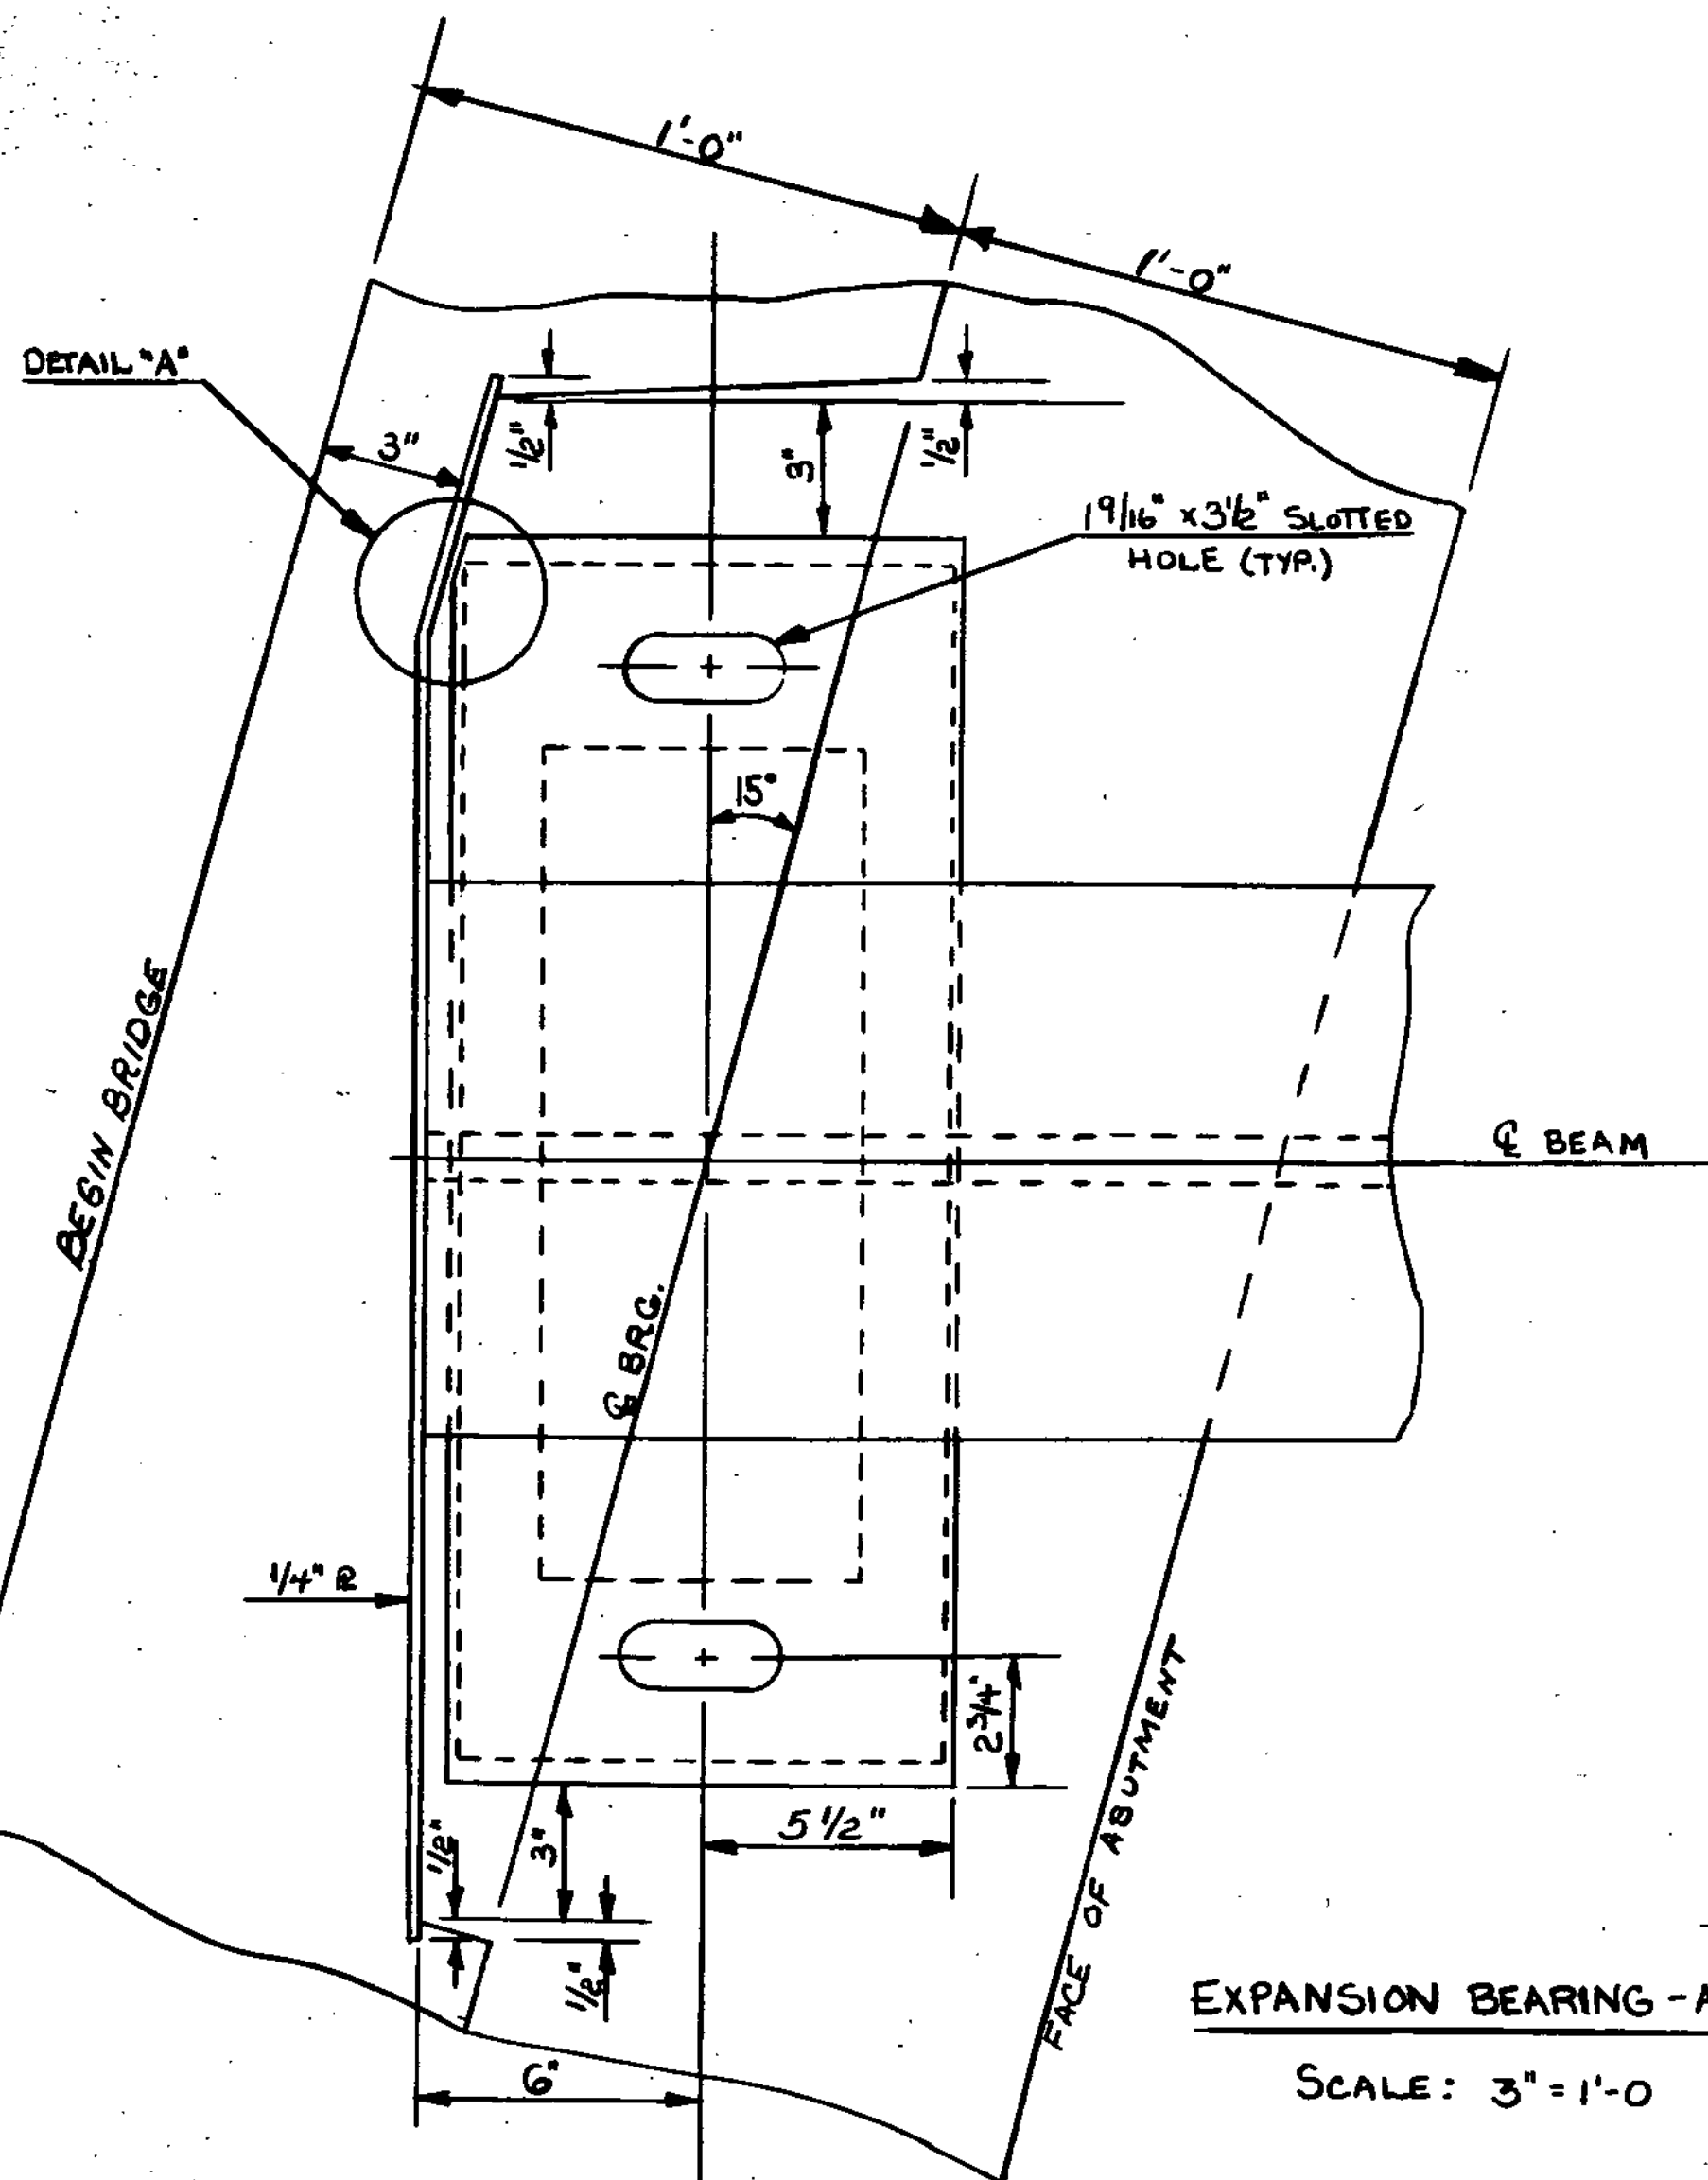 1'-0"
1'-0"
DETAIL "A"
3"
1/2"
3"
1/2"
1 9/16" x 3 1/2" SLOTTED
HOLE (TYP.)
15°
BEGIN BRIDGE
℄ BEAM
℄ BRG.
1/4" ℞
2 3/4"
FACE OF ABUTMENT
5 1/2"
1/2"
3"
1/2"
6"
EXPANSION BEARING - A
SCALE: 3" = 1'-0